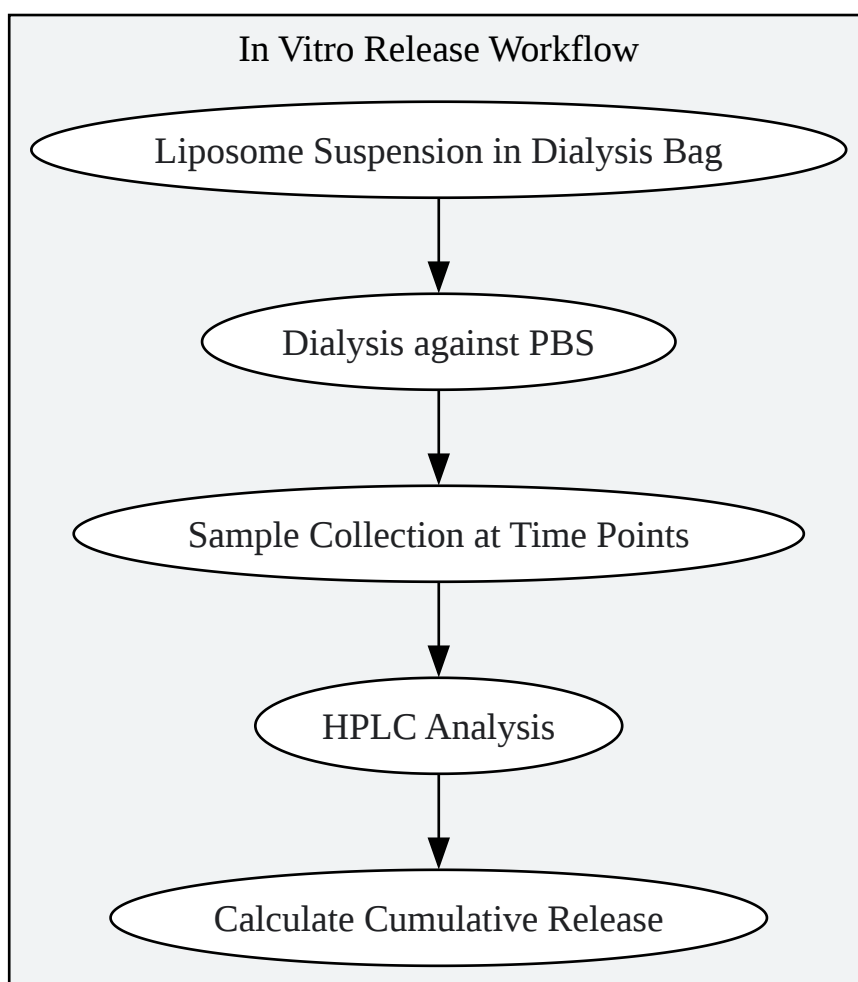 In Vitro Release Workflow
Liposome Suspension in Dialysis Bag
Dialysis against PBS
Sample Collection at Time Points
HPLC Analysis
Calculate Cumulative Release